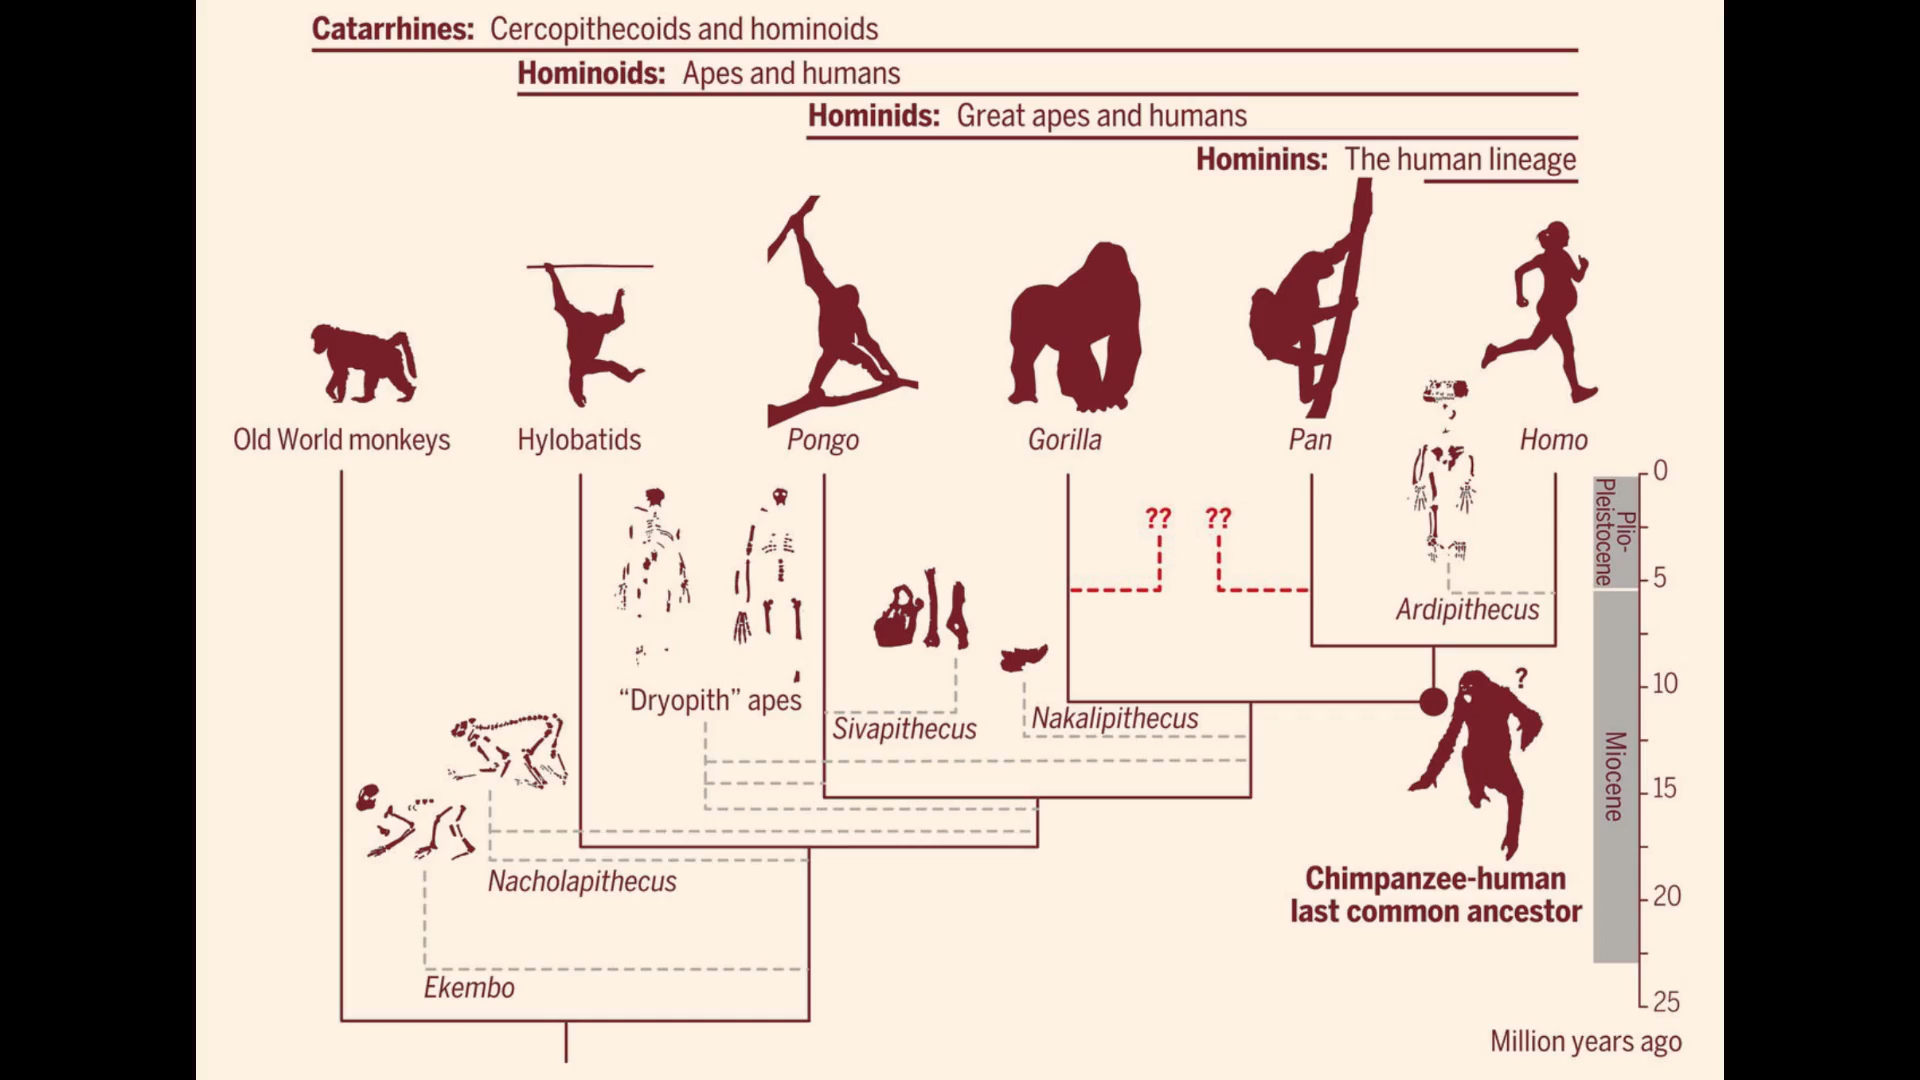 Catarrhines: Cercopithecoids and hominoids
Hominoids: Apes and humans
Hominids: Great apes and humans
Hominins: The human lineage
Old World monkeys
Hylobatids
Pongo
Gorilla
Pan
Homo
0
Plio-
Pleistocene
??
??
5
Ardipithecus
?
10
“Dryopith” apes
Sivapithecus
Nakalipithecus
Miocene
15
Nacholapithecus
Chimpanzee-human
last common ancestor
20
Ekembo
25
Million years ago